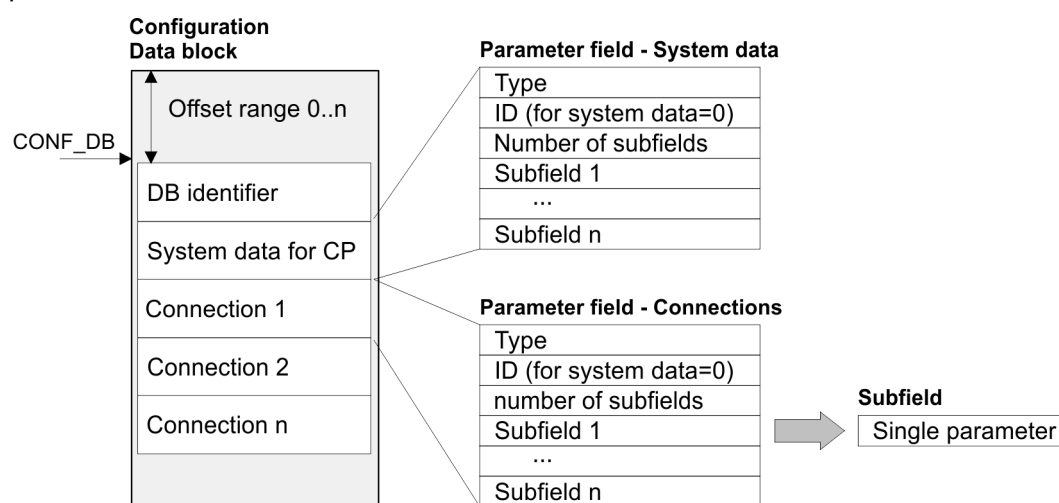 Configuration
Data block
Offset range 0..n
CONF_DB
DB identifier
System data for CP
Connection 1
Connection 2
Connection n
Parameter field - System data
Type
ID (for system data=0)
Number of subfields
Subfield 1
...
Subfield n
Parameter field - Connections
Type
ID (for system data=0)
number of subfields
Subfield 1
...
Subfield n
Subfield
Single parameter